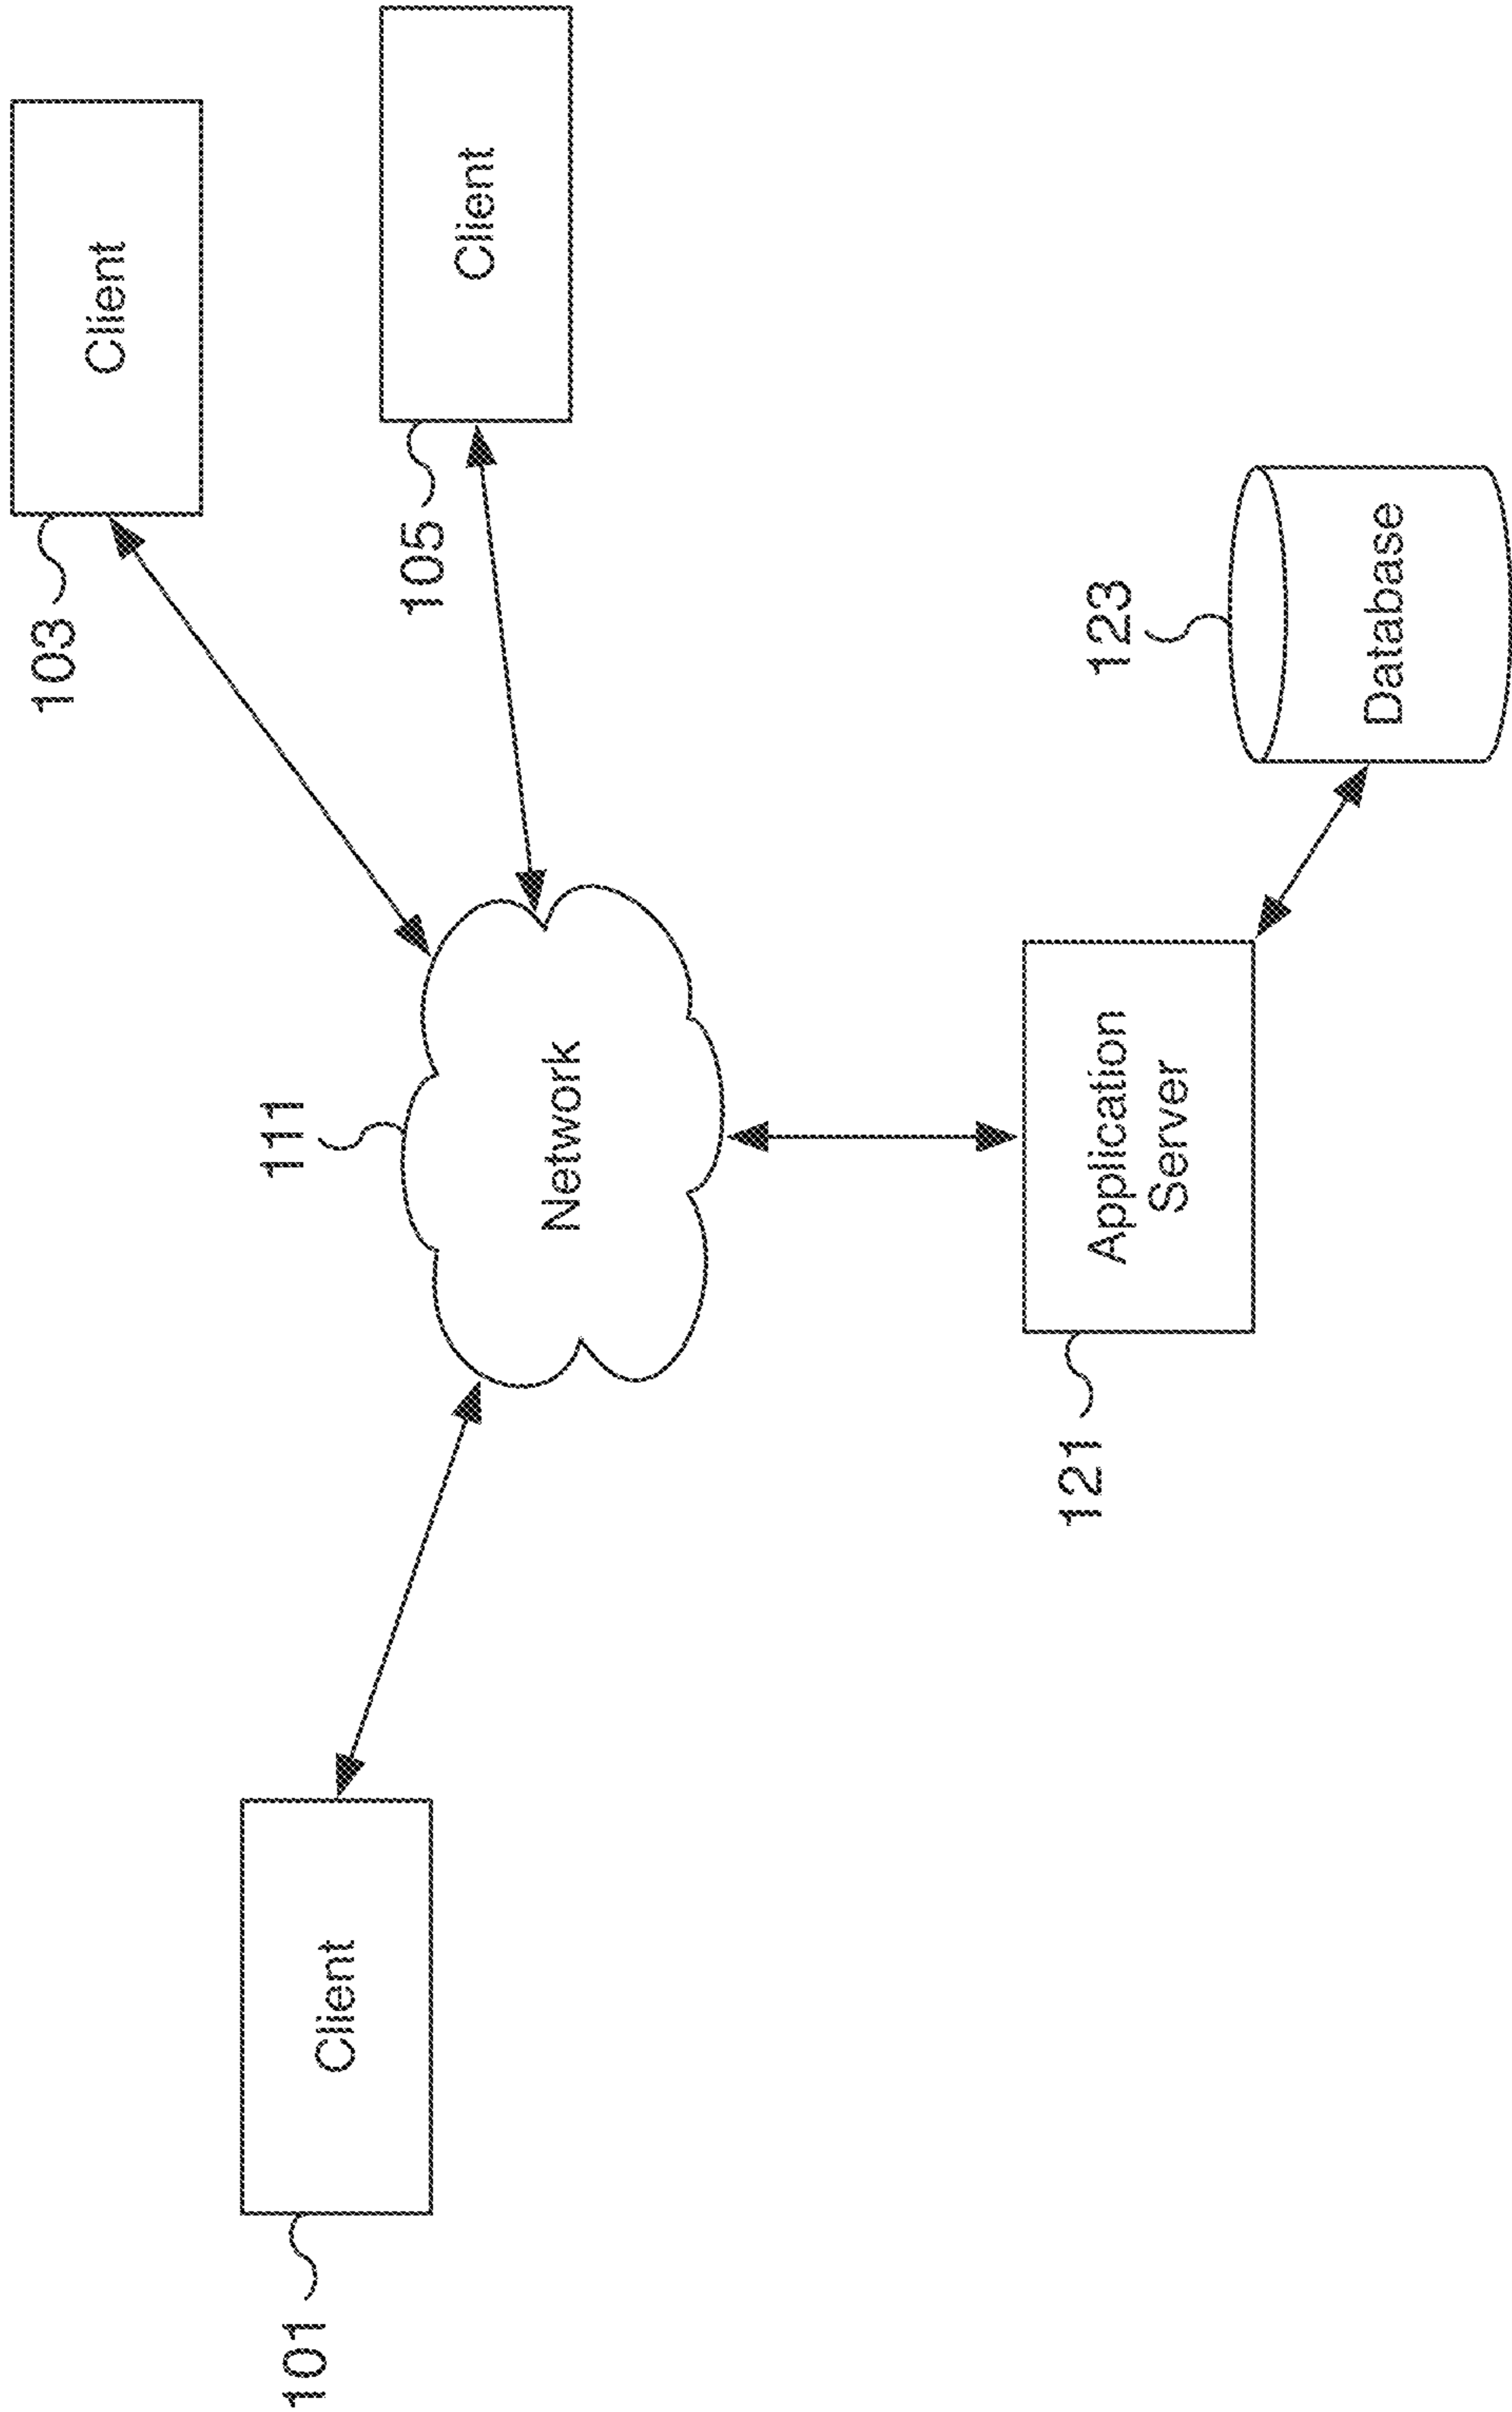 Client
103
Client
105
111
Network
Client
101
Application
Server
121
123
Database